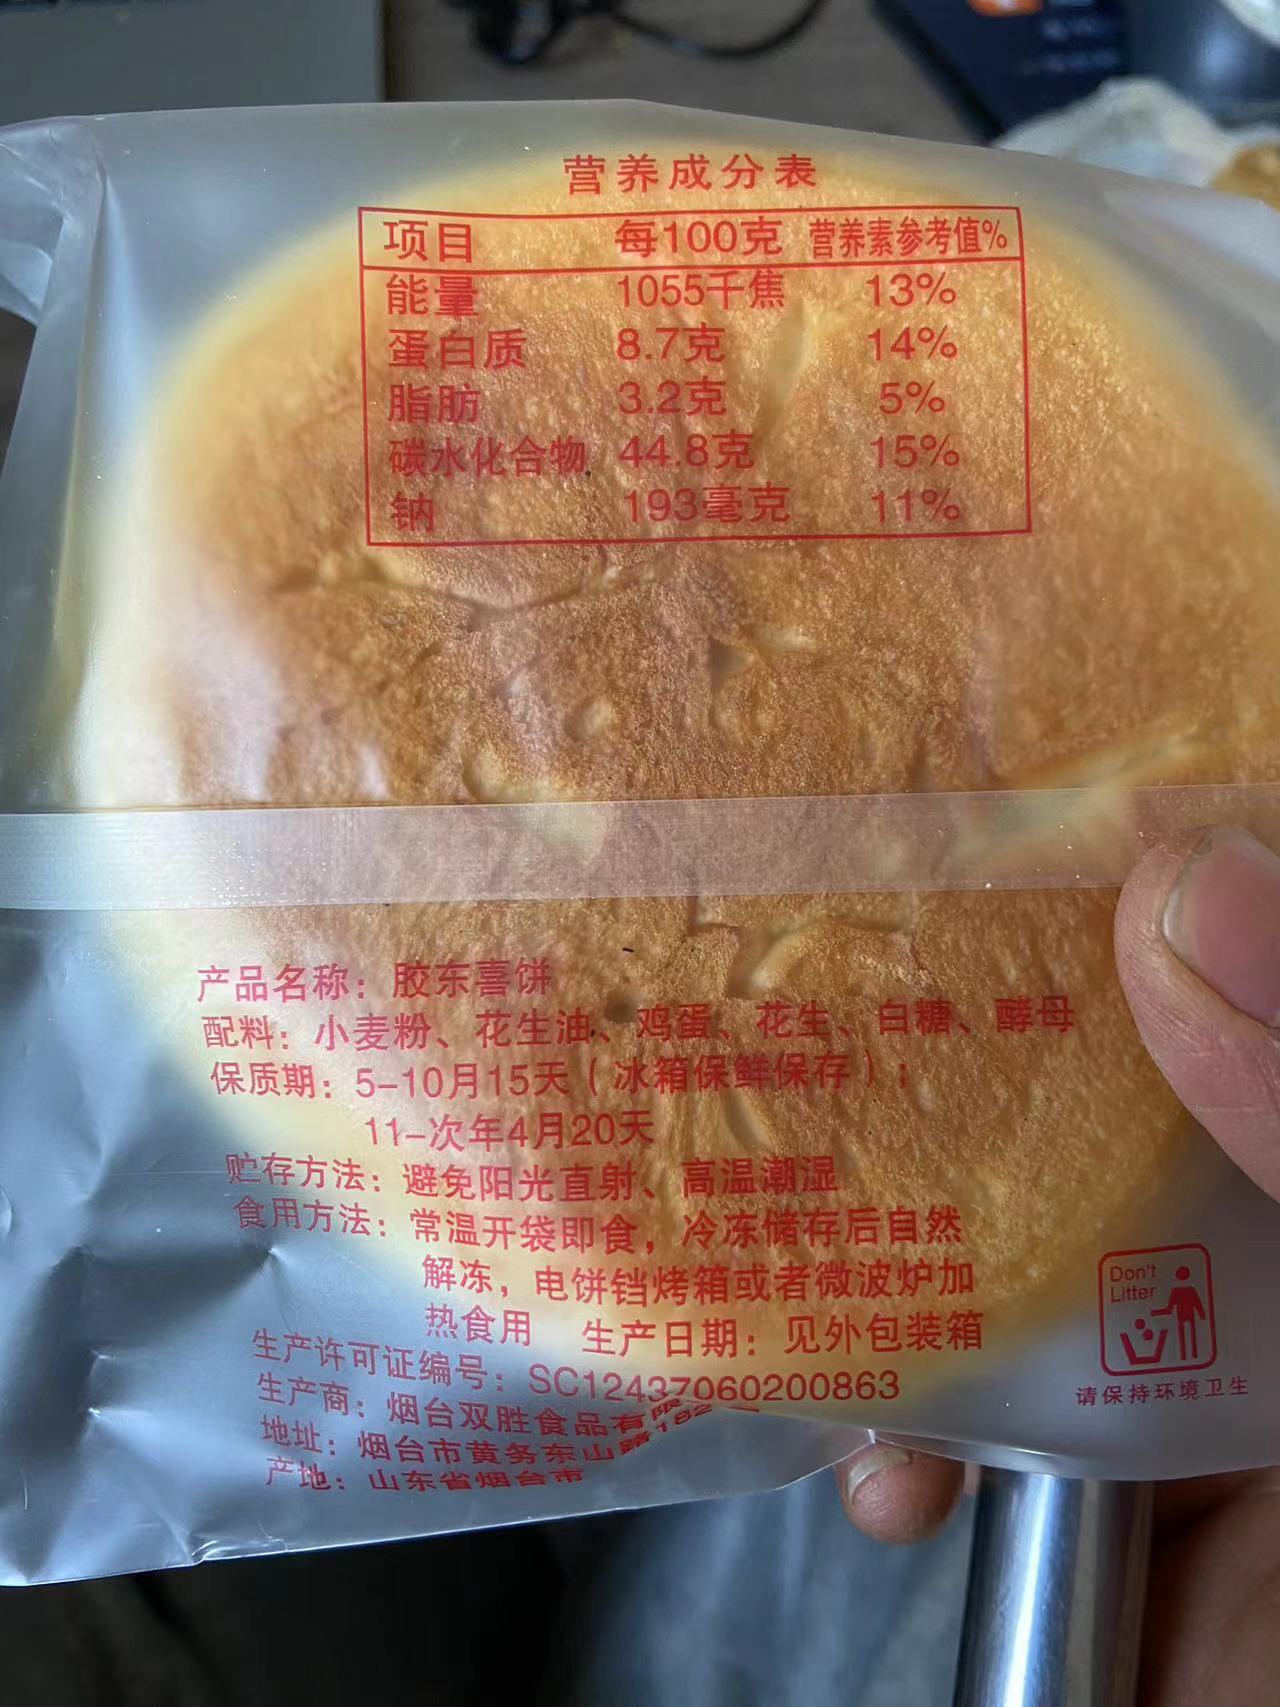 营养成分表
项目 每100克 营养素参考值%
能量 1055千焦 13%
蛋白质 8.7克 14%
脂肪 3.2克 5%
碳水化合物 44.8克 15%
钠 193毫克 11%
产品名称：胶东喜饼
配料：小麦粉、花生油、鸡蛋、花生、白糖、酵母
保质期：5-10月15天（冰箱保鲜保存）；
11-次年4月20天
贮存方法：避免阳光直射、高温潮湿
食用方法：常温开袋即食，冷冻储存后自然
解冻，电饼铛烤箱或者微波炉加
热食用 生产日期：见外包装箱
生产许可证编号：SC12437060200863
生产商：烟台双胜食品有限
地址：烟台市黄务东山路182
产地：山东省烟台市
Don't
Litter
请保持环境卫生